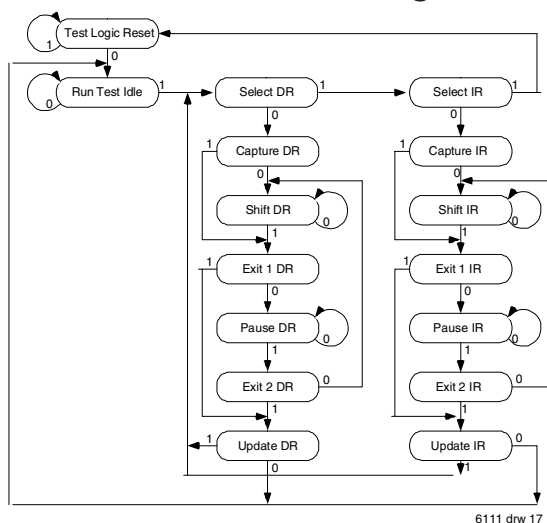 Test Logic Reset
1
0
Run Test Idle
0
1
Select DR
1
Select IR
1
0
0
1
Capture DR
1
Capture IR
0
0
Shift DR
0
Shift IR
0
1
1
1
Exit 1 DR
1
Exit 1 IR
0
0
Pause DR
0
Pause IR
0
1
1
Exit 2 DR
0
Exit 2 IR
0
1
1
1
Update DR
Update IR
0
0
1
6111 drw 17